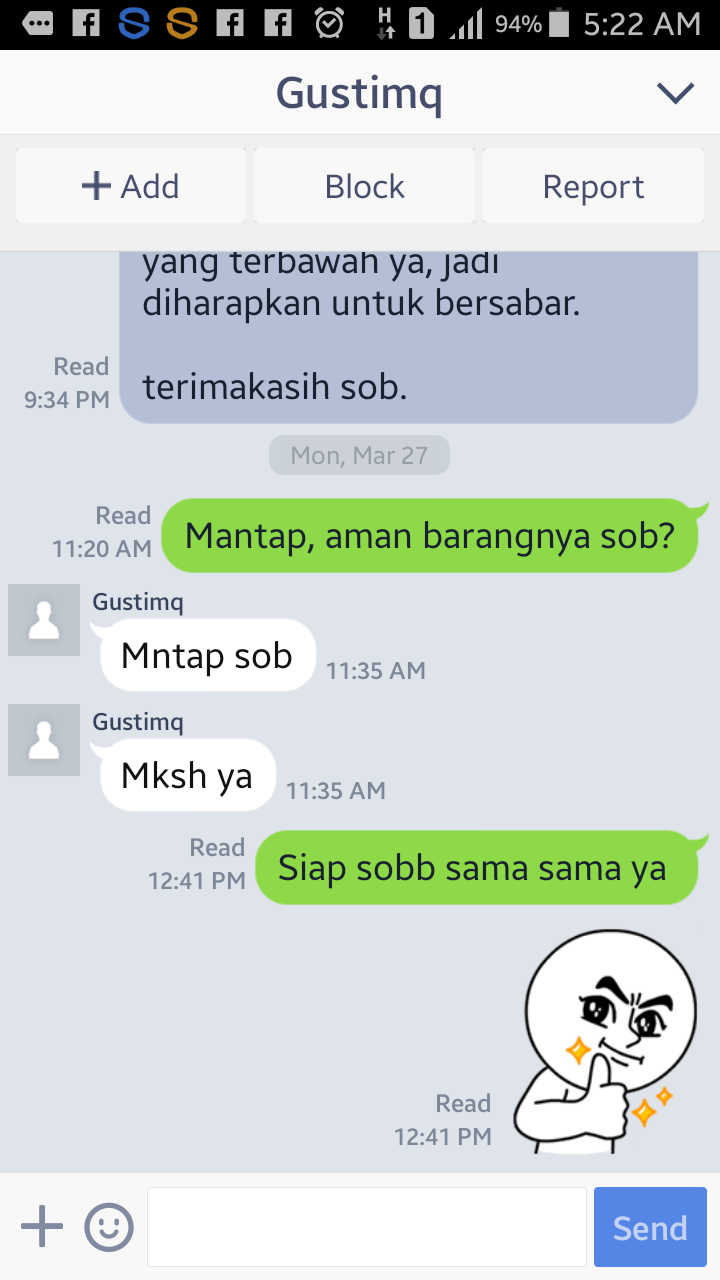 94% 5:22 AM
Gustimq
+ Add Block Report
yang terbawah ya, jadi
diharapkan untuk bersabar.
terimakasih sob.
Read
9:34 PM
Mon, Mar 27
Read
11:20 AM
Mantap, aman barangnya sob?
Gustimq
Mntap sob
11:35 AM
Gustimq
Mksh ya
11:35 AM
Read
12:41 PM
Siap sobb sama sama ya
Read
12:41 PM
Send